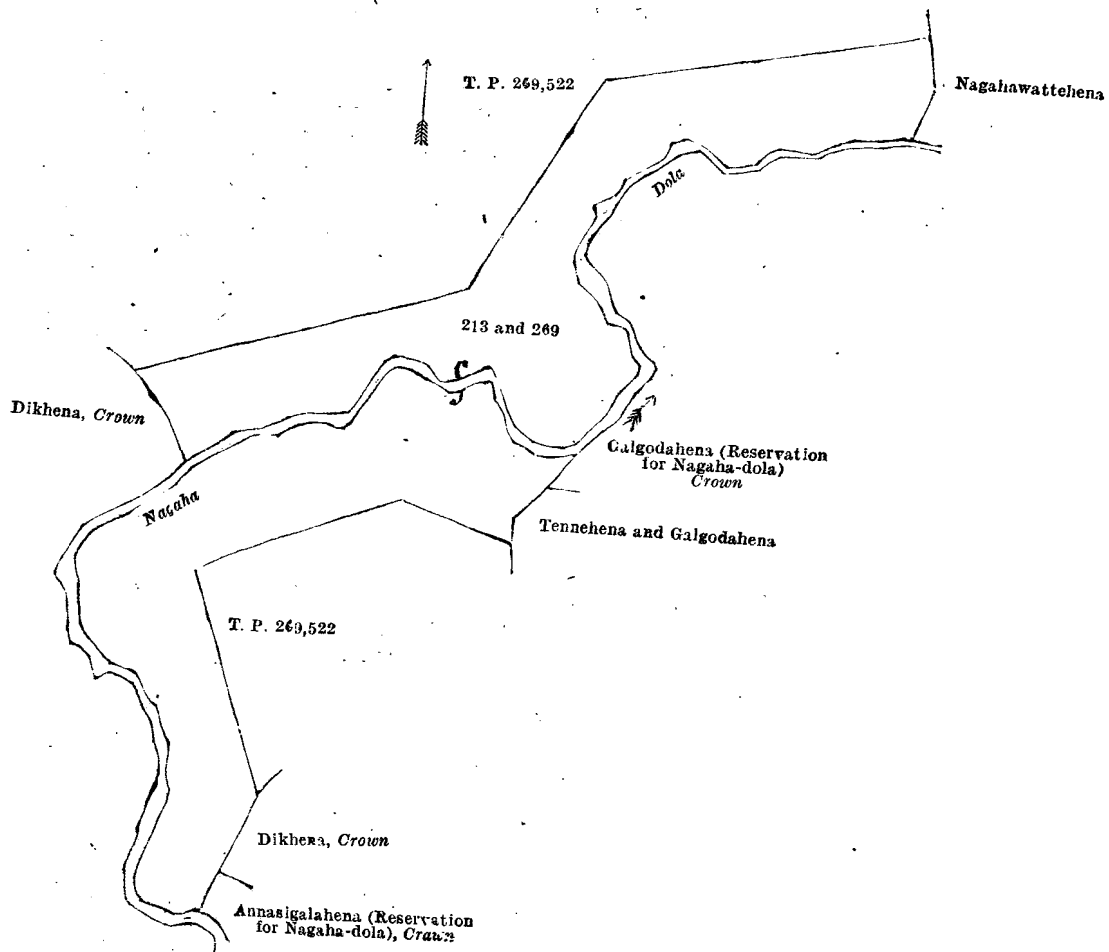 T. P. 269,522
Nagahawattehena
Dola
213 and 269
Dikhena, Crown
Galgodahena (Reservation
for Nagaha-dola)
Crown
Nagaha
Tennehena and Galgodahena
T. P. 269,522
Dikhena, Crown
Annasigalahena (Reservation
for Nagaha-dola), Crown